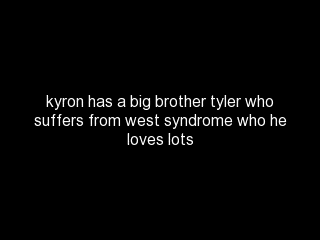 kyron has a big brother tyler who
suffers from west syndrome who he
loves lots